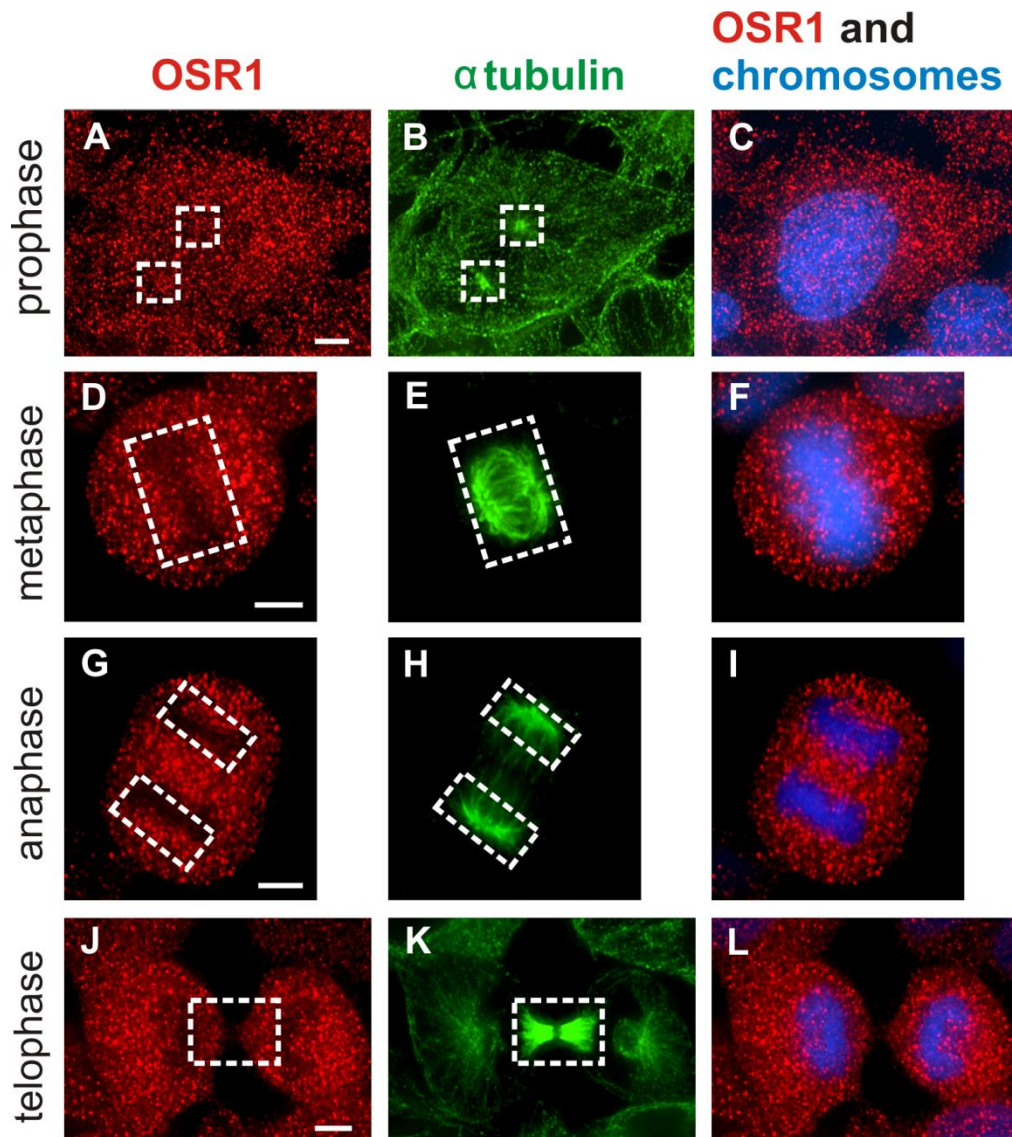 OSR1 and
OSR1 α tubulin chromosomes
prophase
A B C
metaphase
D E F
anaphase
G H I
telophase
J K L